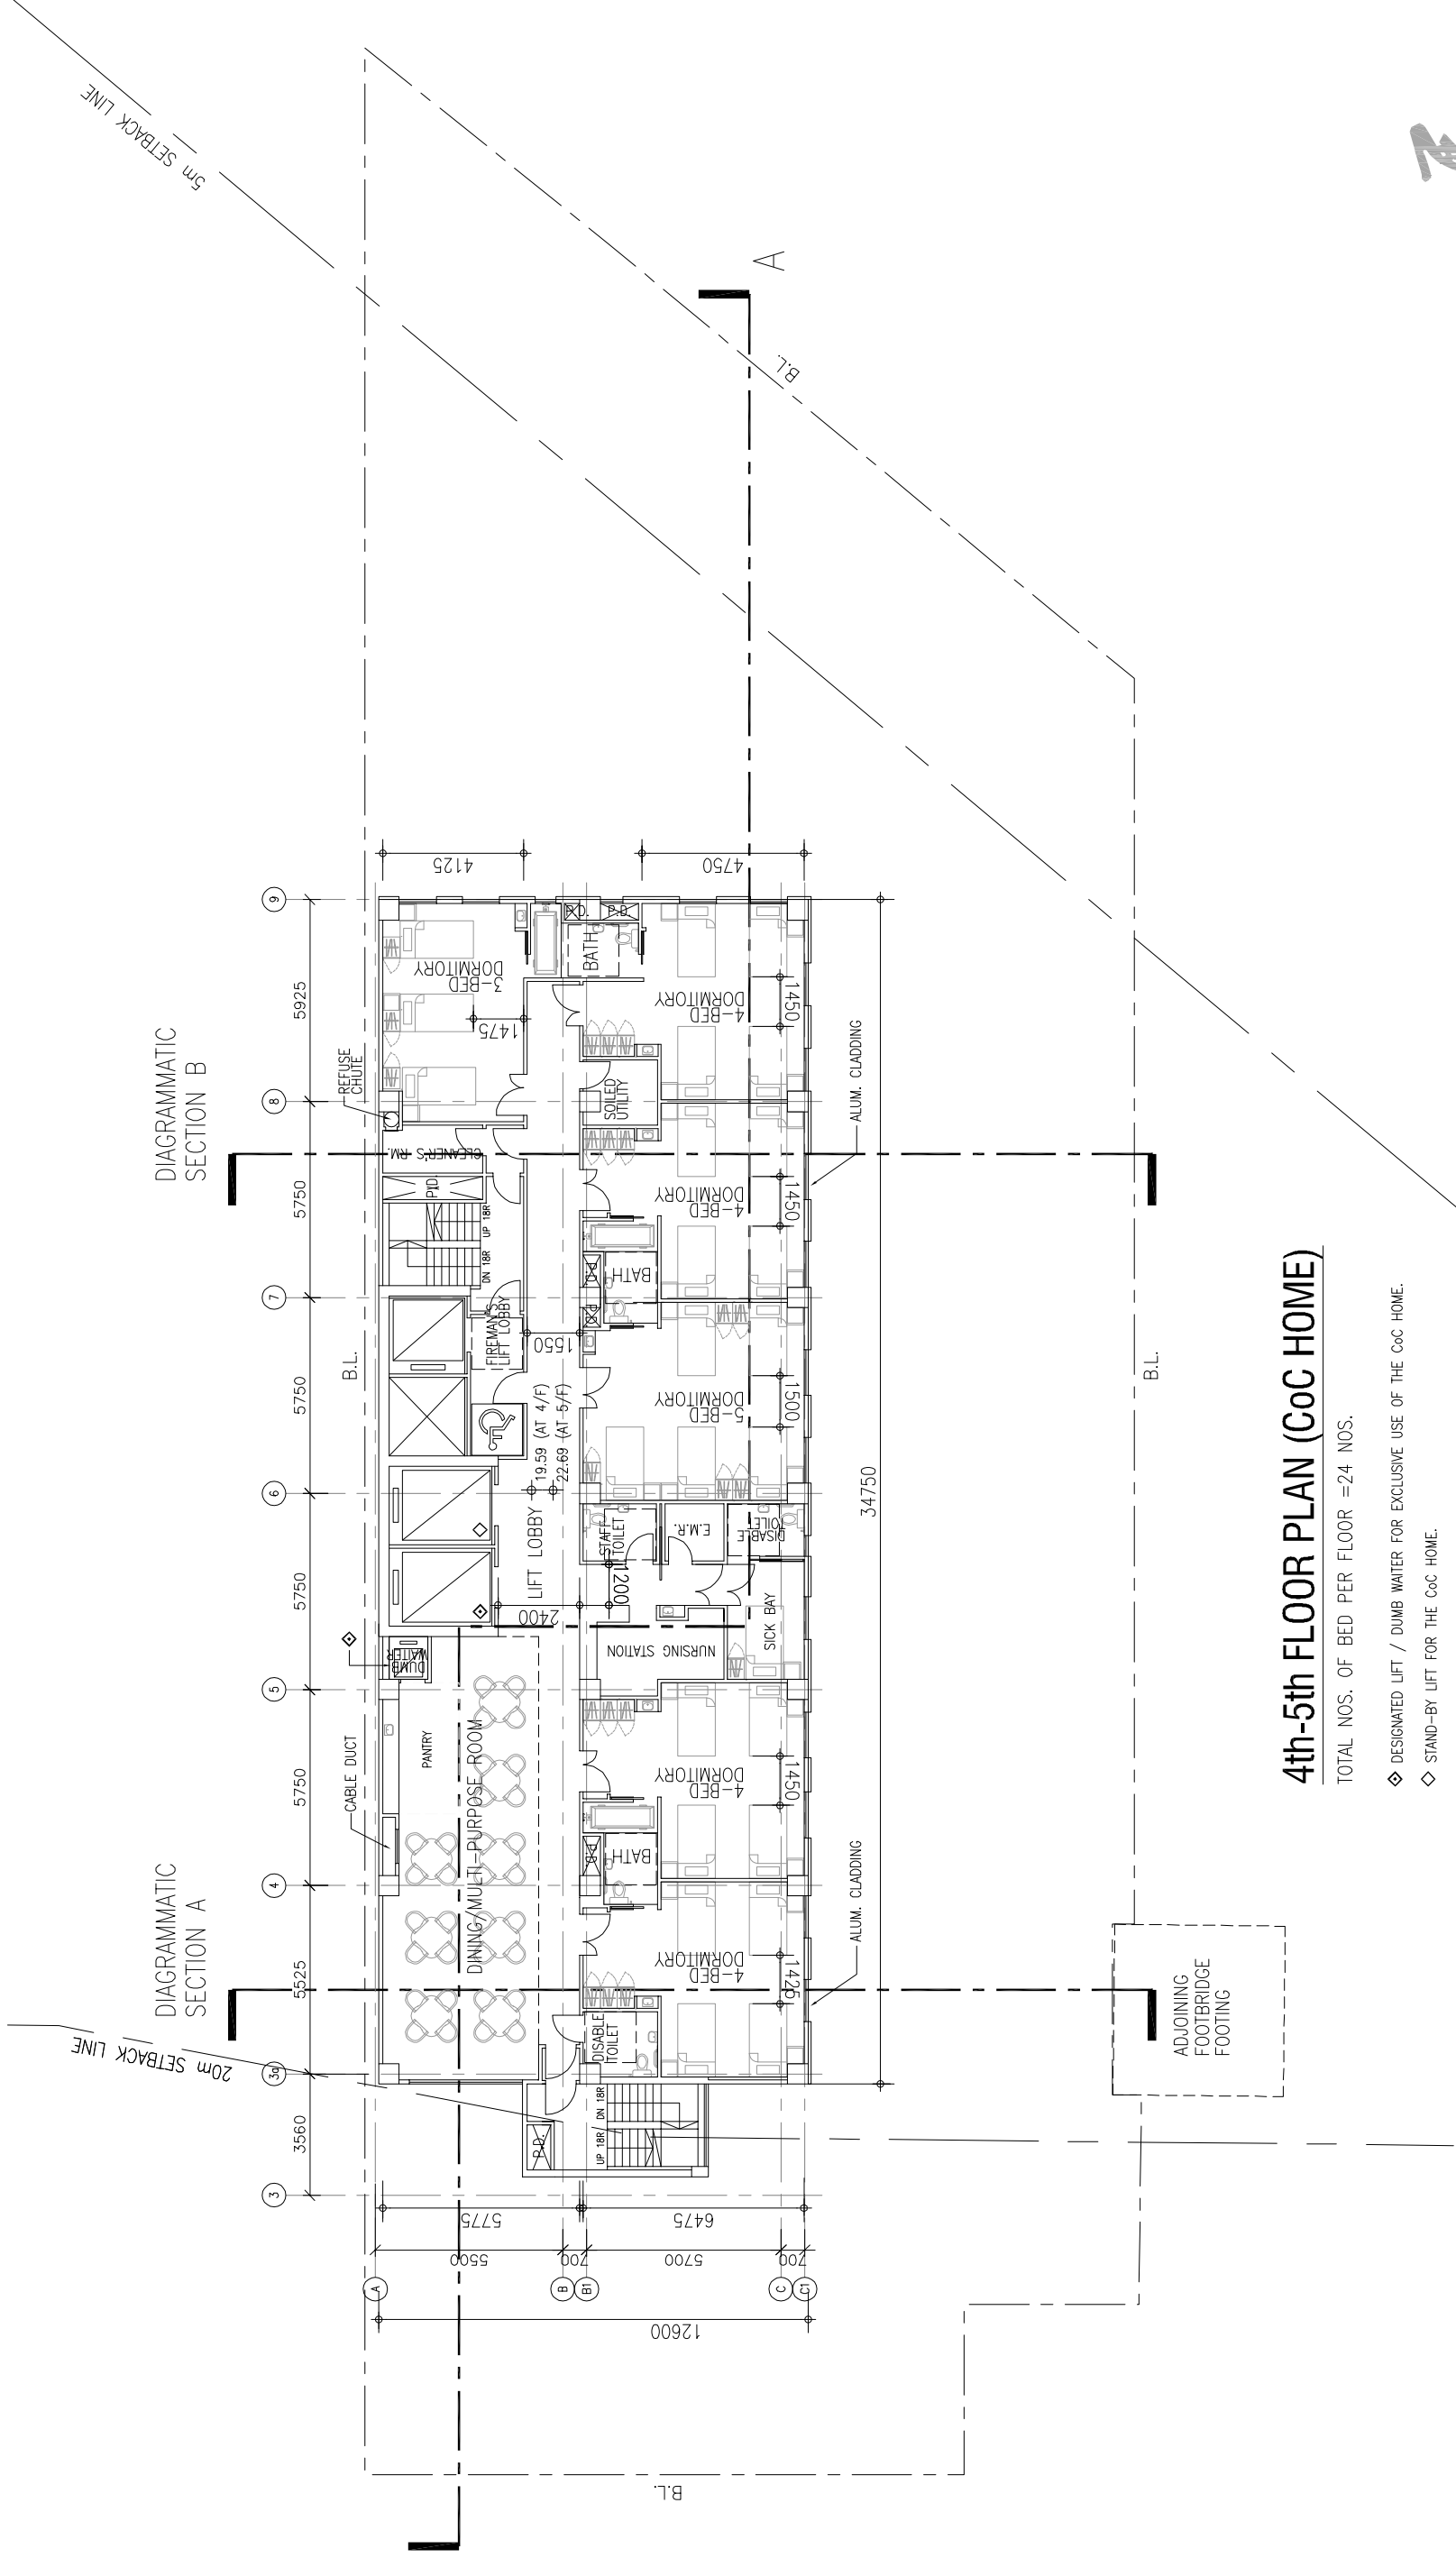 5m SETBACK LINE
20m SETBACK LINE
B.L.
B.L.
B.L.
B.L.
A
DIAGRAMMATIC
SECTION A
DIAGRAMMATIC
SECTION B
3
3a
4
5
6
7
8
9
3560
5525
5750
5750
5750
5750
5750
5925
A
B
B1
C
C1
12600
5500
700
5700
700
5775
6475
4125
4750
34750
CABLE DUCT
REFUSE
CHUTE
DUMB
WAITER
PANTRY
DINING/MULTI-PURPOSE ROOM
LIFT LOBBY
2400
19.59 (AT 4/F)
22.69 (AT 5/F)
FIREMAN'S
LIFT LOBBY
1550
DN 18R
UP 18R
P.D.
CLEANER'S RM.
3-BED
DORMITORY
1475
BATH
P.D.
P.D.
4-BED
DORMITORY
1450
SOILED
UTILITY
4-BED
DORMITORY
1450
BATH
P.D.
P.D.
5-BED
DORMITORY
1500
STAFF
TOILET
E.M.R.
DISABLE
TOILET
1200
NURSING STATION
SICK BAY
4-BED
DORMITORY
1450
BATH
P.D.
4-BED
DORMITORY
1425
DISABLE
TOILET
UP 18R
DN 18R
P.D.
ALUM. CLADDING
ALUM. CLADDING
ADJOINING
FOOTBRIDGE
FOOTING
4th-5th FLOOR PLAN (CoC HOME)
TOTAL NOS. OF BED PER FLOOR =24 NOS.
DESIGNATED LIFT / DUMB WAITER FOR EXCLUSIVE USE OF THE CoC HOME.
STAND-BY LIFT FOR THE CoC HOME.